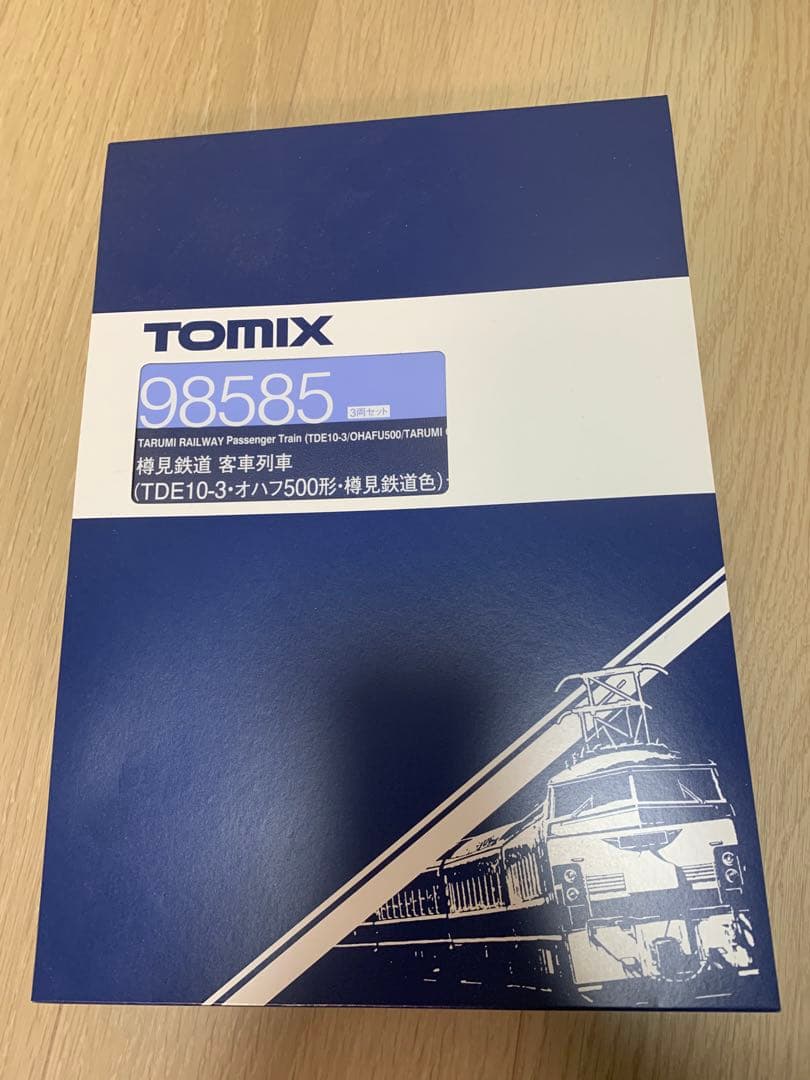 TOMIX
98585 3両セット
TARUMI RAILWAY Passenger Train (TDE10-3/OHAFU500/TARUMI
樽見鉄道 客車列車
(TDE10-3・オハフ500形・樽見鉄道色)